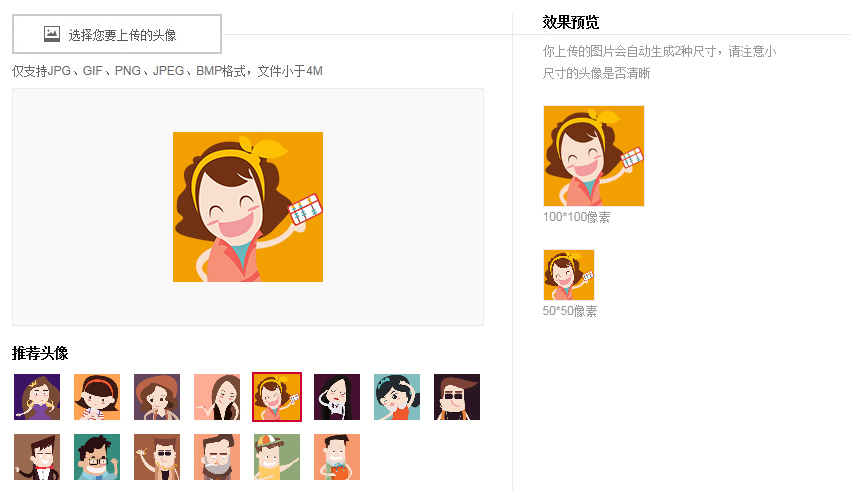 选择您要上传的头像
仅支持JPG、GIF、PNG、JPEG、BMP格式，文件小于4M
推荐头像
效果预览
你上传的图片会自动生成2种尺寸，请注意小
尺寸的头像是否清晰
100*100像素
50*50像素